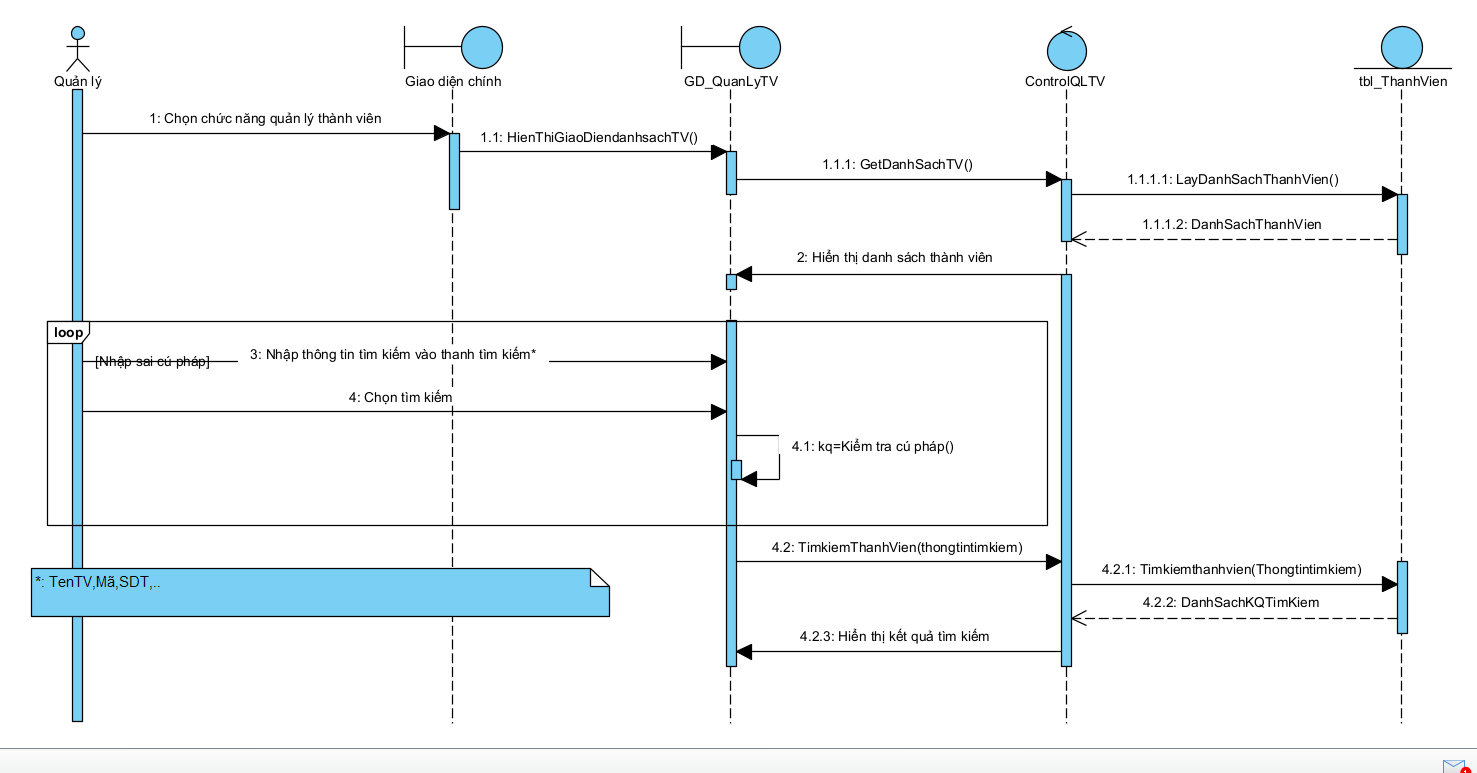 Quản lý
Giao diện chính
GD_QuanLyTV
ControlQLTV
tbl_ThanhVien
1: Chọn chức năng quản lý thành viên
1.1: HienThiGiaoDiendanhsachTV()
1.1.1: GetDanhSachTV()
1.1.1.1: LayDanhSachThanhVien()
1.1.1.2: DanhSachThanhVien
2: Hiển thị danh sách thành viên
loop
[Nhập sai cú pháp]
3: Nhập thông tin tìm kiếm vào thanh tìm kiếm*
4: Chọn tìm kiếm
4.1: kq=Kiểm tra cú pháp()
4.2: TimkiemThanhVien(thongtintimkiem)
4.2.1: Timkiemthanhvien(Thongtintimkiem)
*: TenTV,Mã,SDT,..
4.2.2: DanhSachKQTimKiem
4.2.3: Hiển thị kết quả tìm kiếm